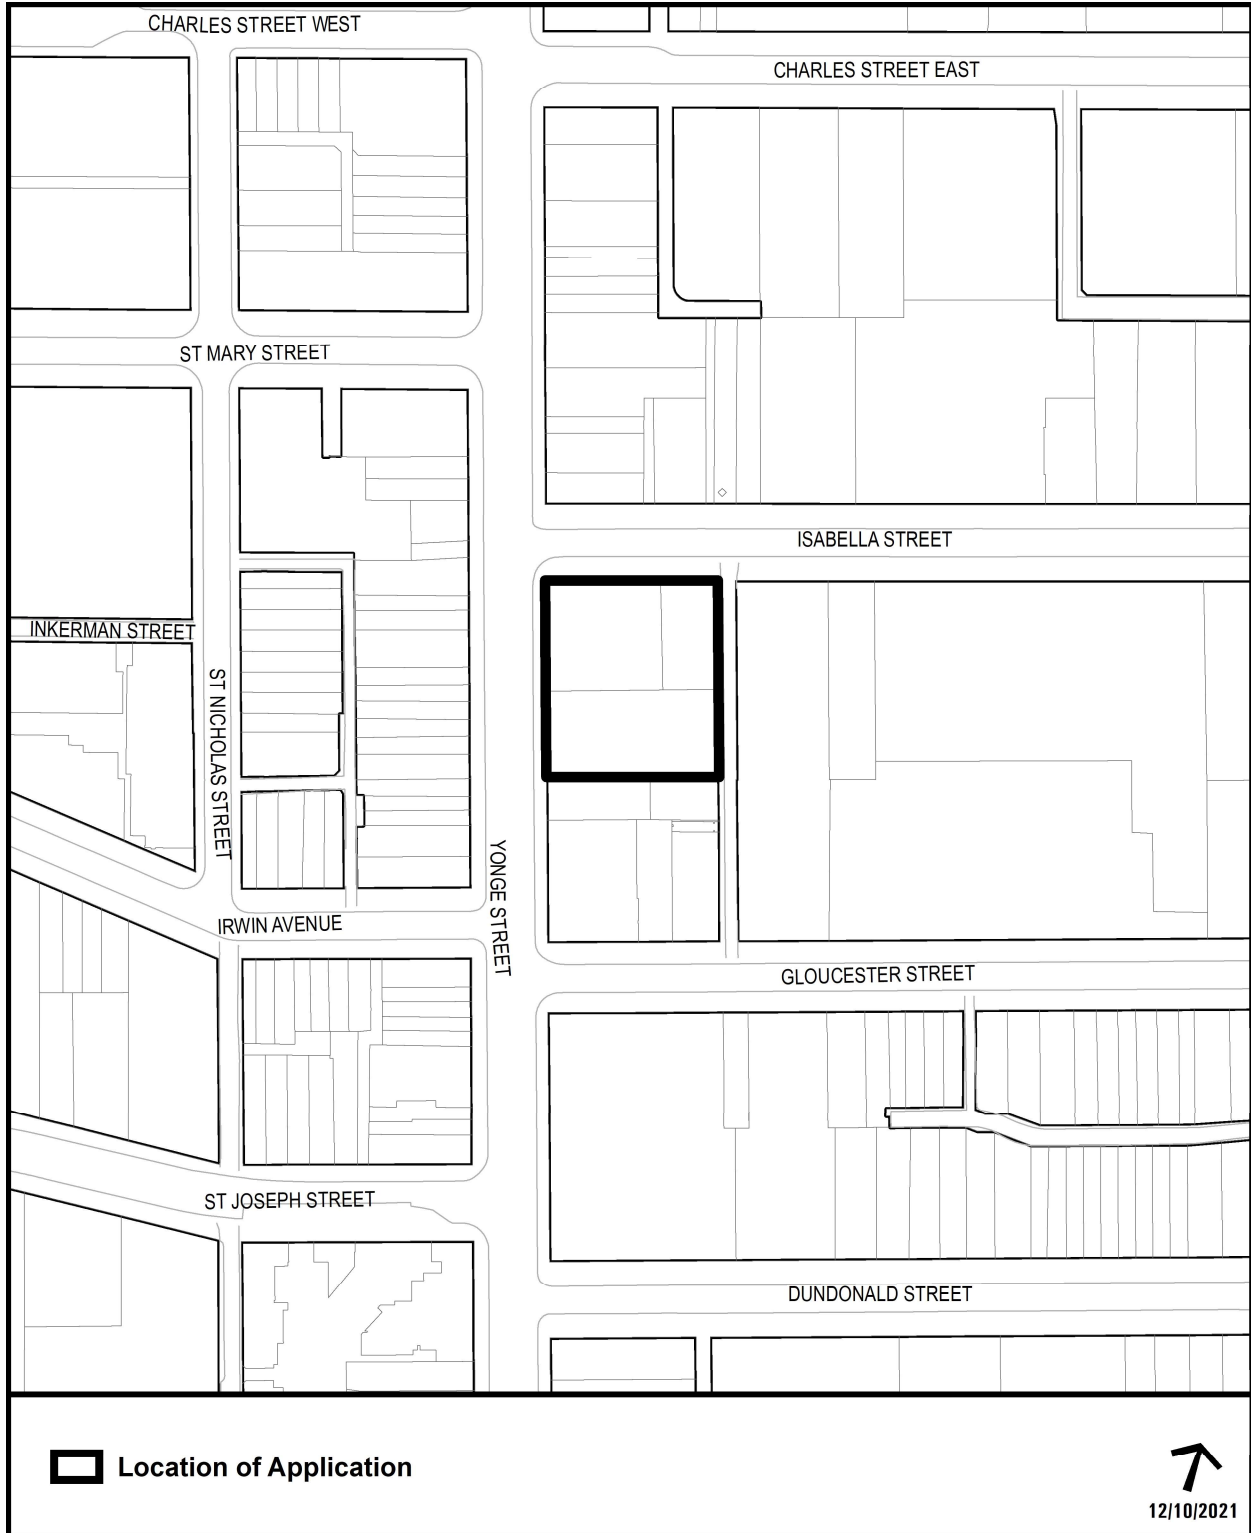 CHARLES STREET WEST
CHARLES STREET EAST
ST MARY STREET
ISABELLA STREET
INKERMAN STREET
ST NICHOLAS STREET
YONGE STREET
IRWIN AVENUE
GLOUCESTER STREET
ST JOSEPH STREET
DUNDONALD STREET
Location of Application
12/10/2021